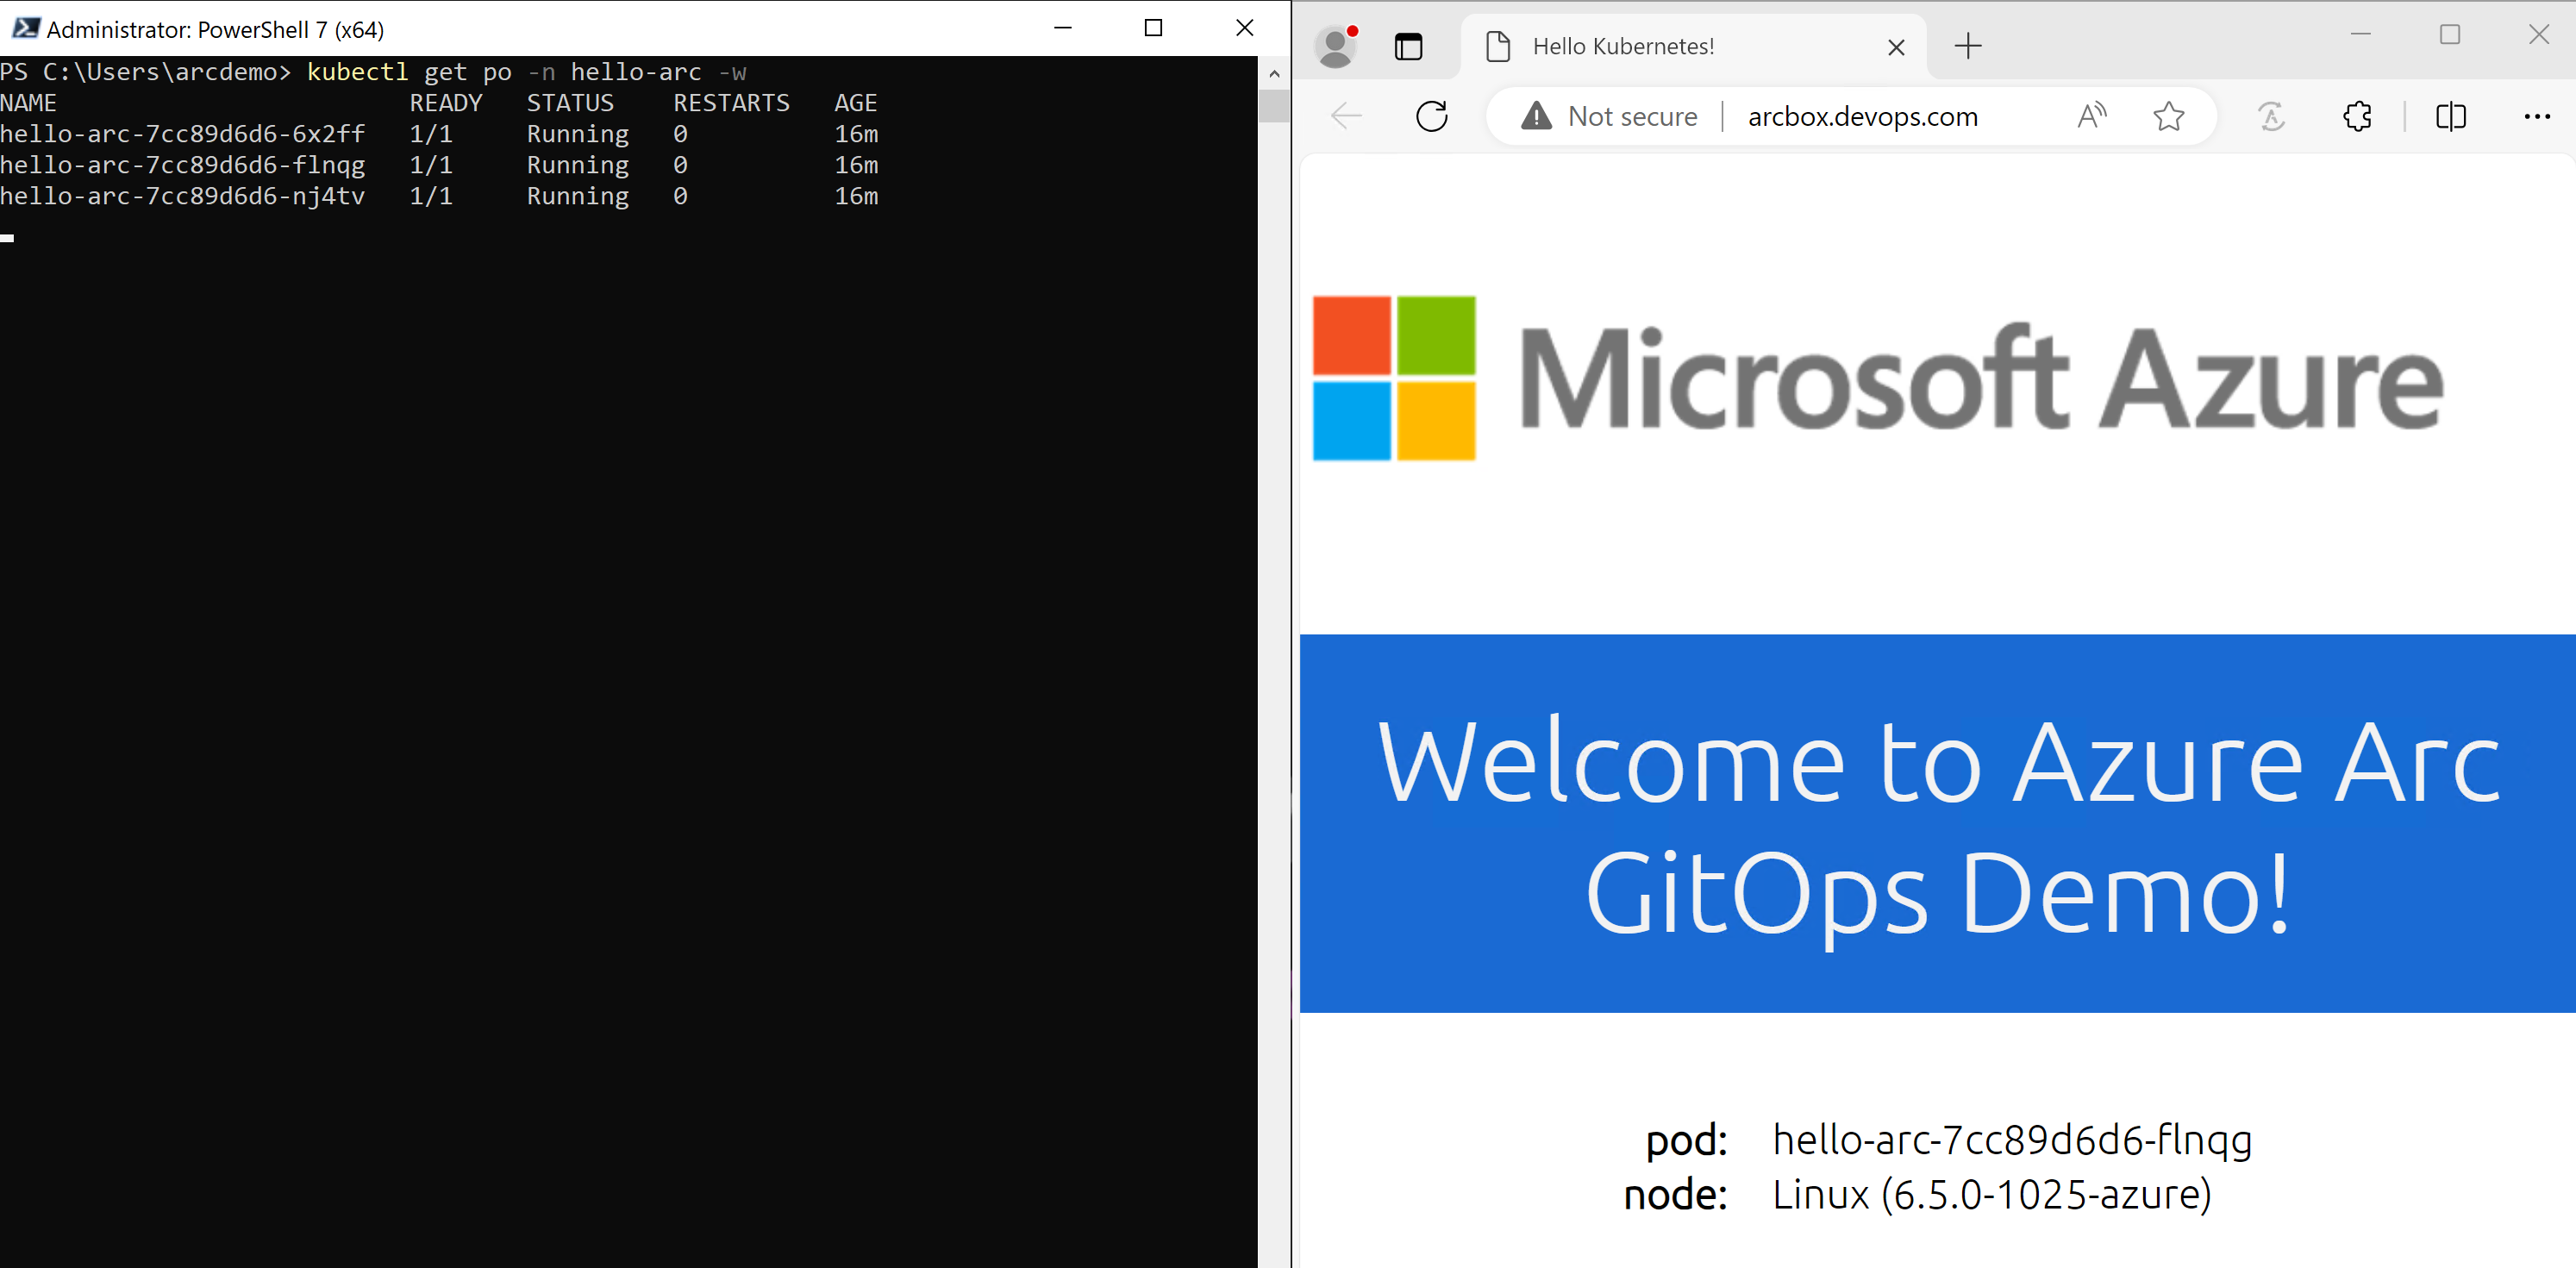 Administrator: PowerShell 7 (x64)
PS C:\Users\arcdemo> kubectl get po -n hello-arc -w
NAME READY STATUS RESTARTS AGE
hello-arc-7cc89d6d6-6x2ff 1/1 Running 0 16m
hello-arc-7cc89d6d6-flnqg 1/1 Running 0 16m
hello-arc-7cc89d6d6-nj4tv 1/1 Running 0 16m
Hello Kubernetes!
Not secure | arcbox.devops.com
Microsoft Azure
Welcome to Azure Arc
GitOps Demo!
pod: hello-arc-7cc89d6d6-flnqg
node: Linux (6.5.0-1025-azure)